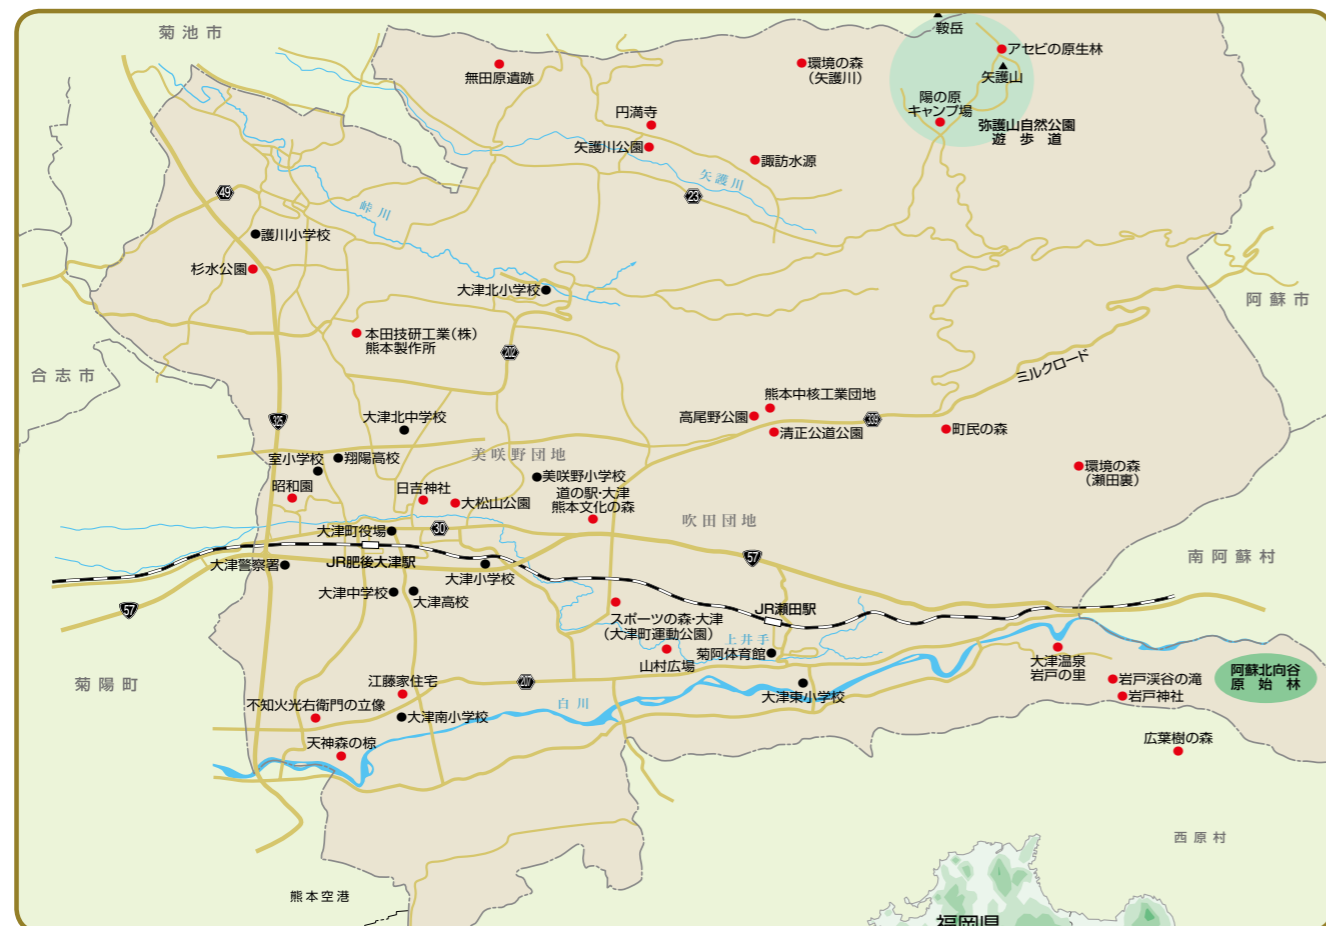 菊池市
鞍岳
アセビの原生林
矢護山
無田原遺跡
環境の森
(矢護川)
陽の原
キャンプ場
弥護山自然公園
遊歩道
円満寺
矢護川公園
諏訪水源
矢護川
23
49
峠川
護川小学校
杉水公園
大津北小学校
阿蘇市
本田技研工業(株)
熊本製作所
202
合志市
ミルクロード
熊本中核工業団地
高尾野公園
清正公道公園
339
町民の森
325
大津北中学校
美咲野団地
室小学校
翔陽高校
昭和園
日吉神社
大松山公園
美咲野小学校
道の駅・大津
熊本文化の森
環境の森
(瀬田裏)
吹田団地
大津町役場
30
57
南阿蘇村
大津警察署
JR肥後大津駅
大津小学校
大津中学校
大津高校
57
スポーツの森・大津
(大津町運動公園)
JR瀬田駅
上井手
菊阿体育館
山村広場
大津温泉
岩戸の里
岩戸渓谷の滝
岩戸神社
阿蘇北向谷
原始林
菊陽町
江藤家住宅
207
大津東小学校
不知火光右衛門の立像
大津南小学校
白川
天神森の椋
広葉樹の森
西原村
熊本空港
福岡県